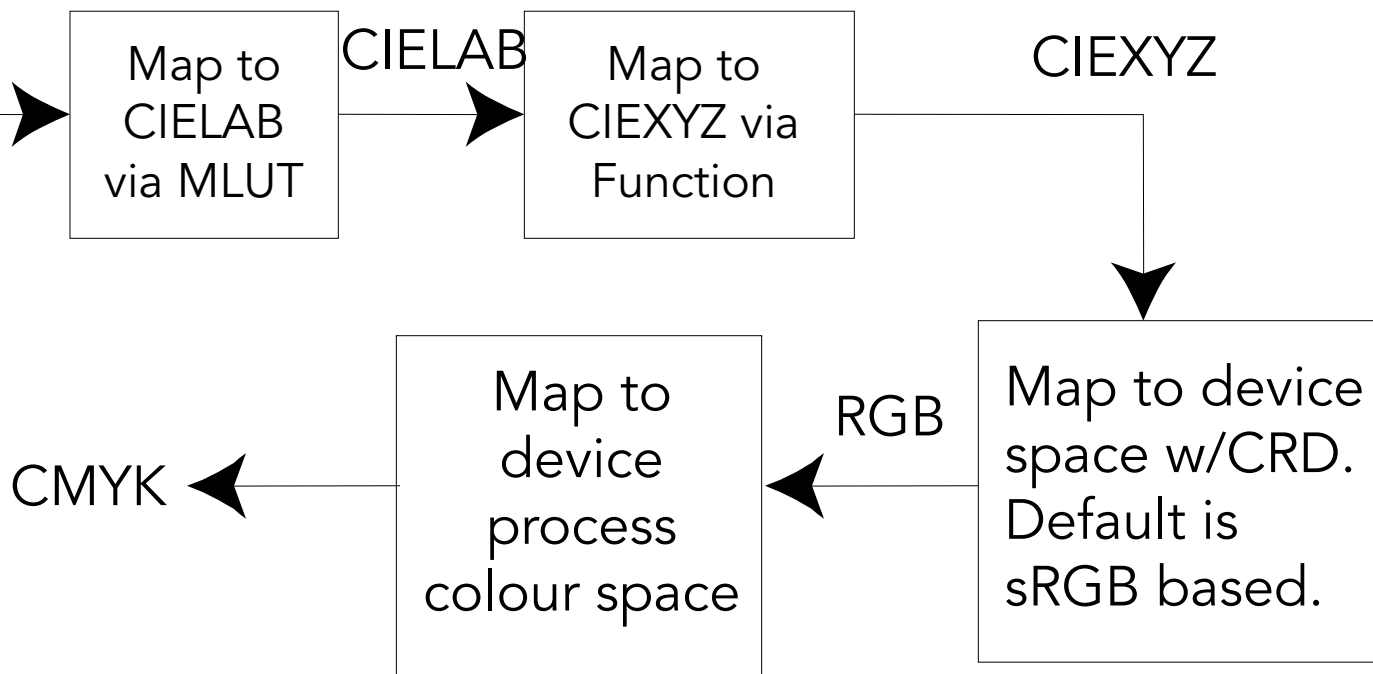 Map to
CIELAB
via MLUT
CIELAB
Map to
CIEXYZ via
Function
CIEXYZ
Map to device
space w/CRD.
Default is
sRGB based.
RGB
Map to
device
process
colour space
CMYK